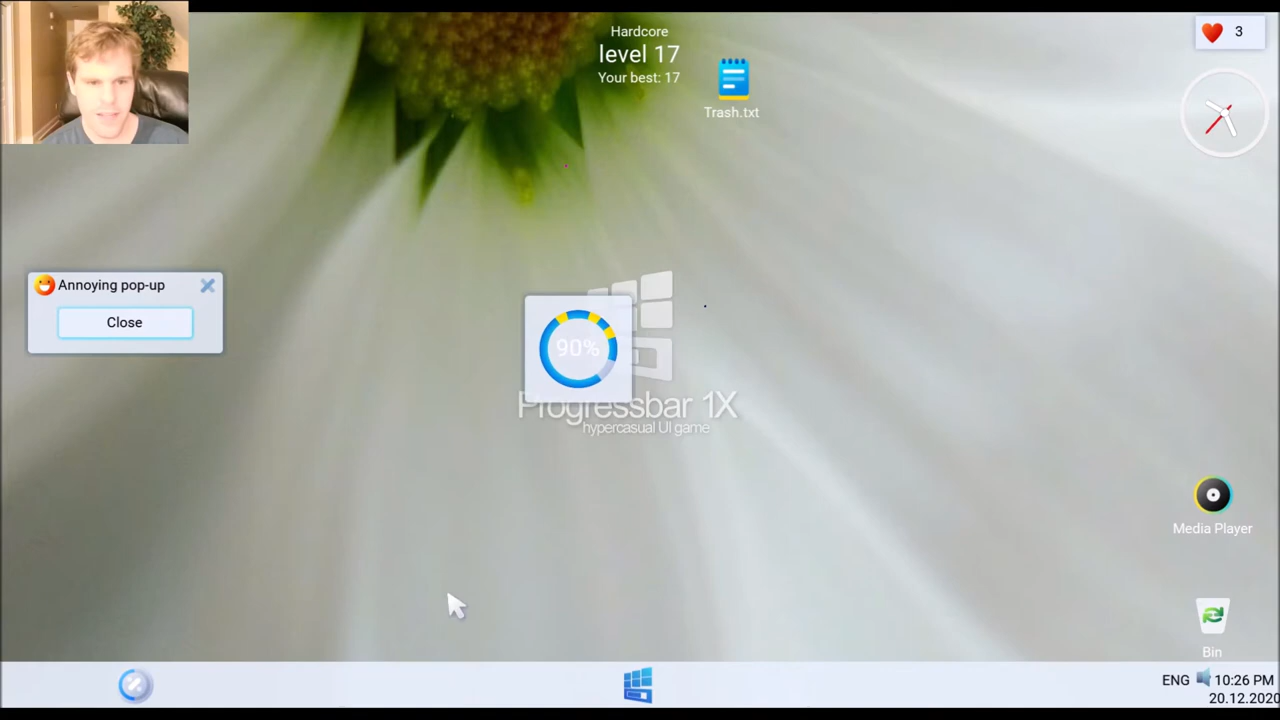 Hardcore
level 17
Your best: 17
3
Trash.txt
Annoying pop-up
Close
90%
Progressbar 1X
hypercasual UI game
Media Player
Bin
ENG 10:26 PM
20.12.2020